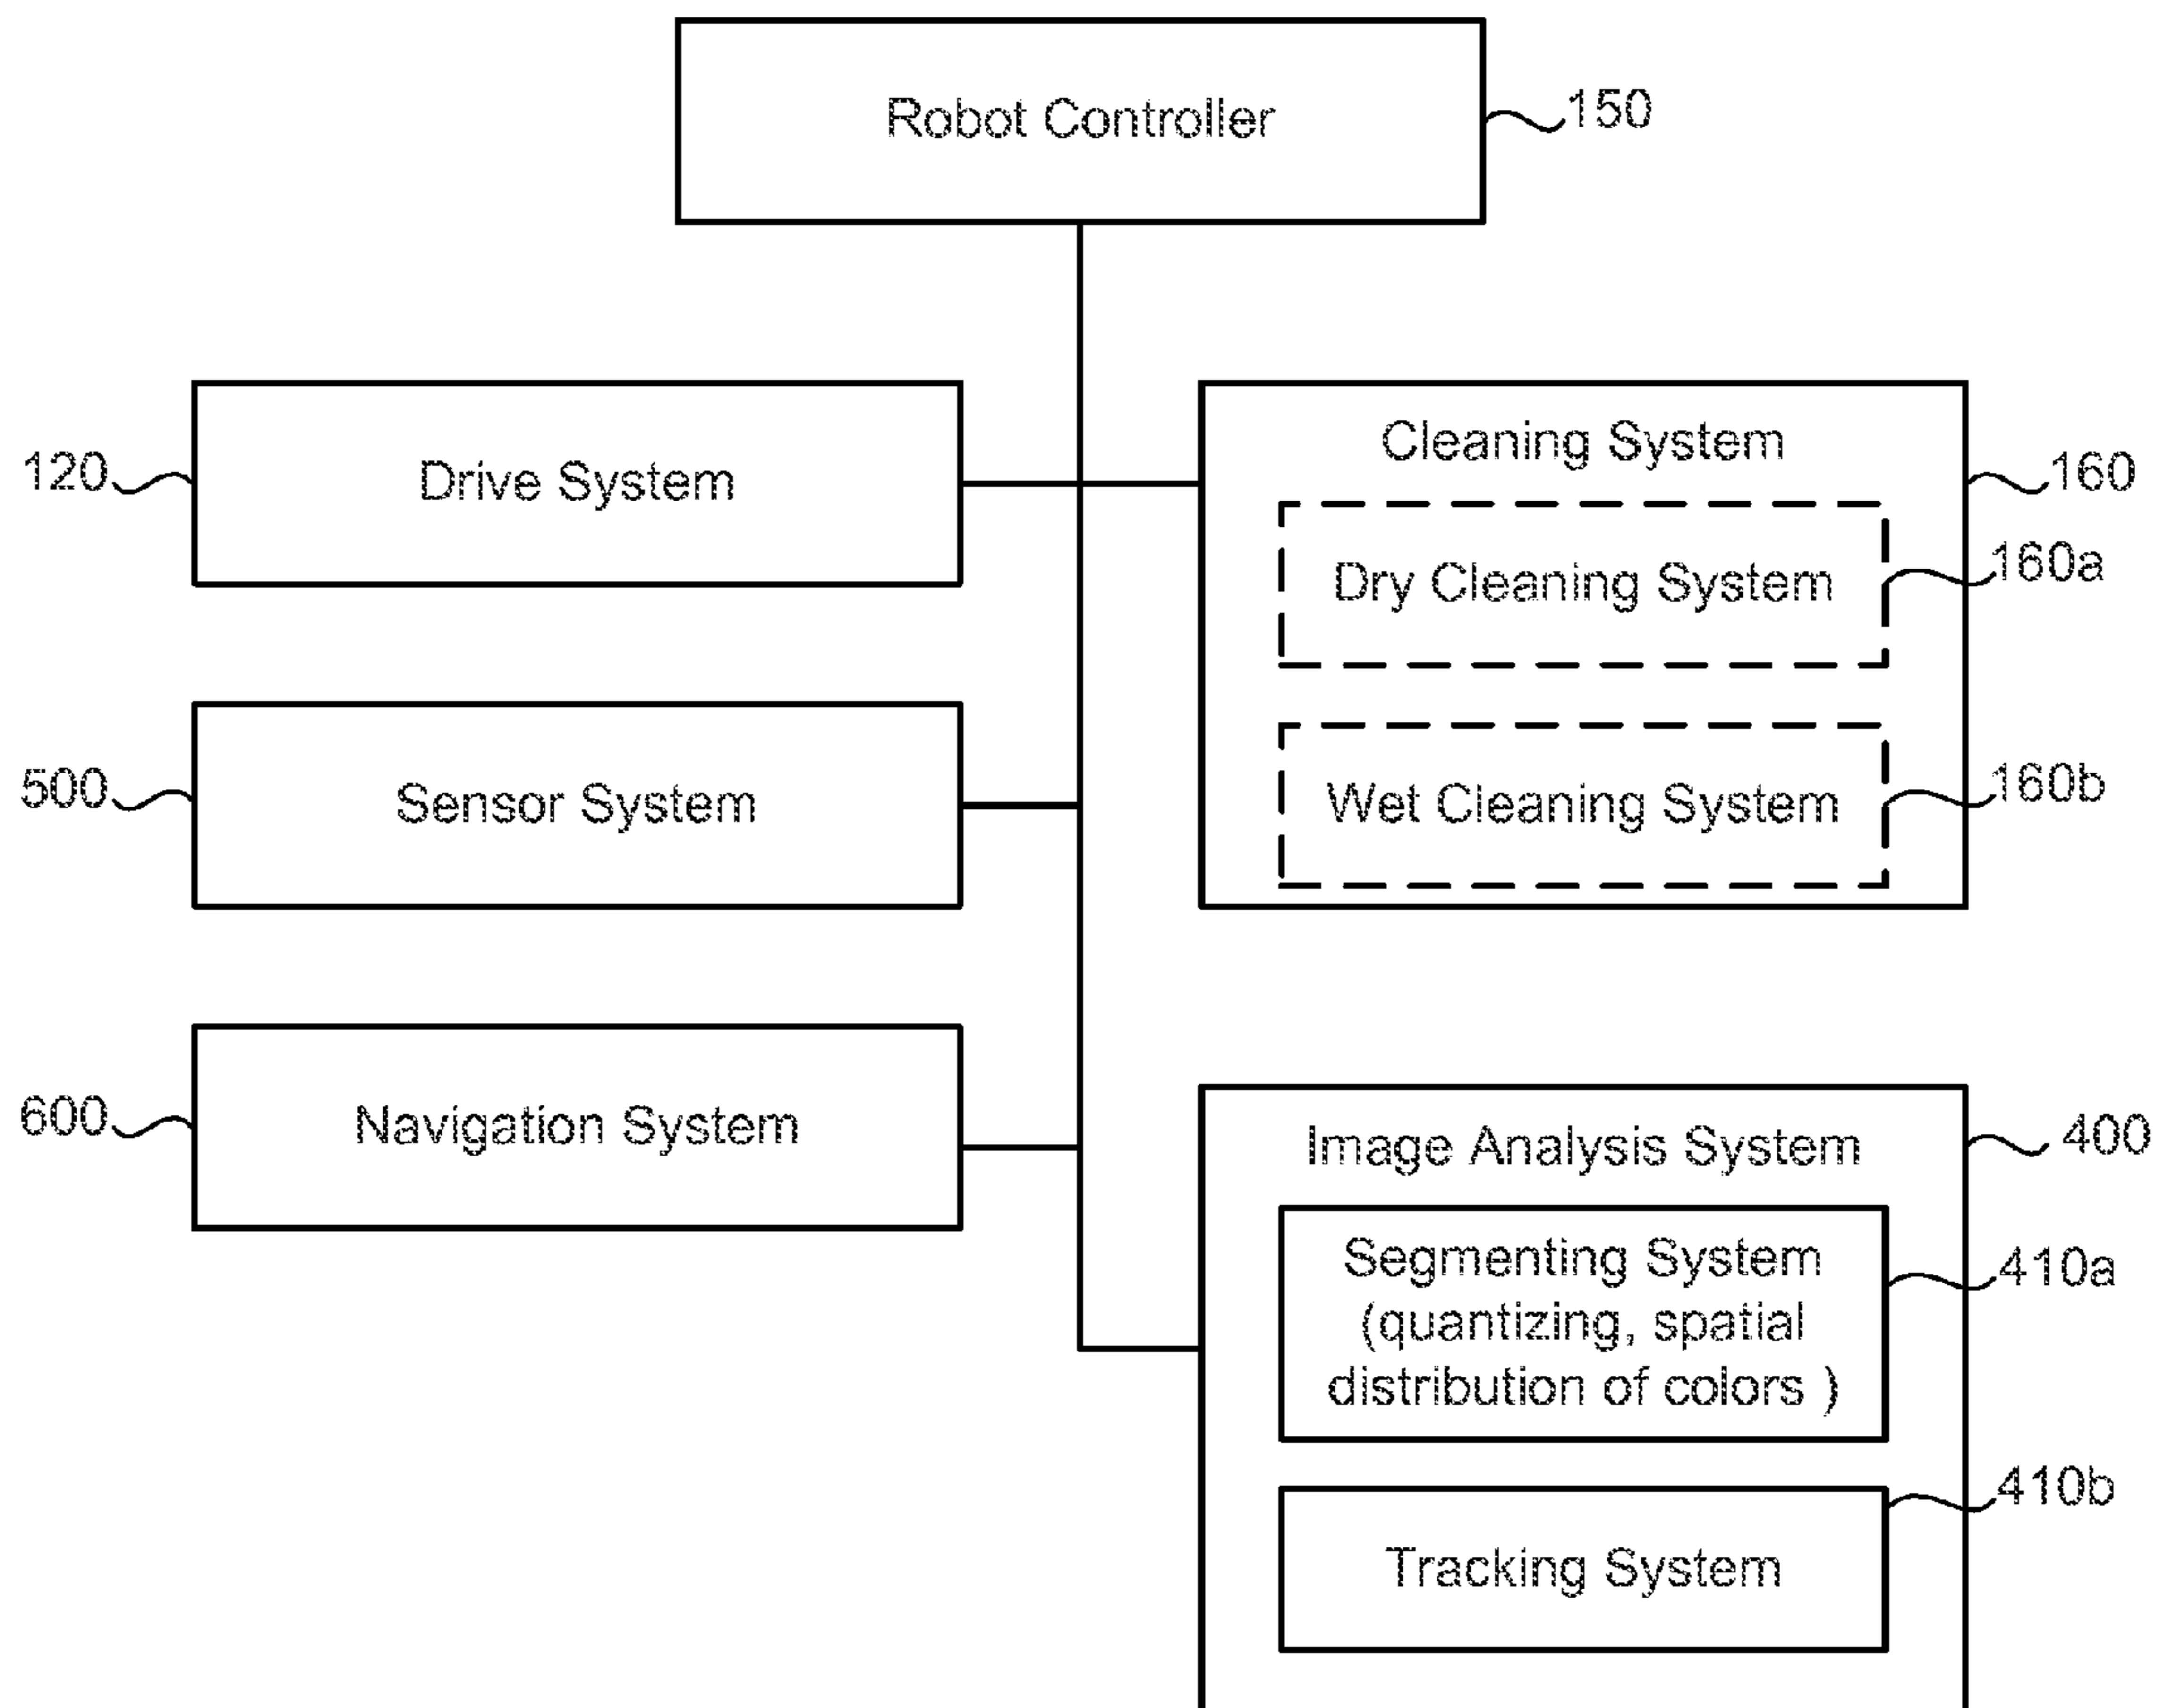 Robot Controller
150
120
Drive System
Cleaning System
160
Dry Cleaning System
160a
500
Sensor System
Wet Cleaning System
160b
600
Navigation System
Image Analysis System
400
Segmenting System
(quantizing, spatial
distribution of colors )
410a
410b
Tracking System